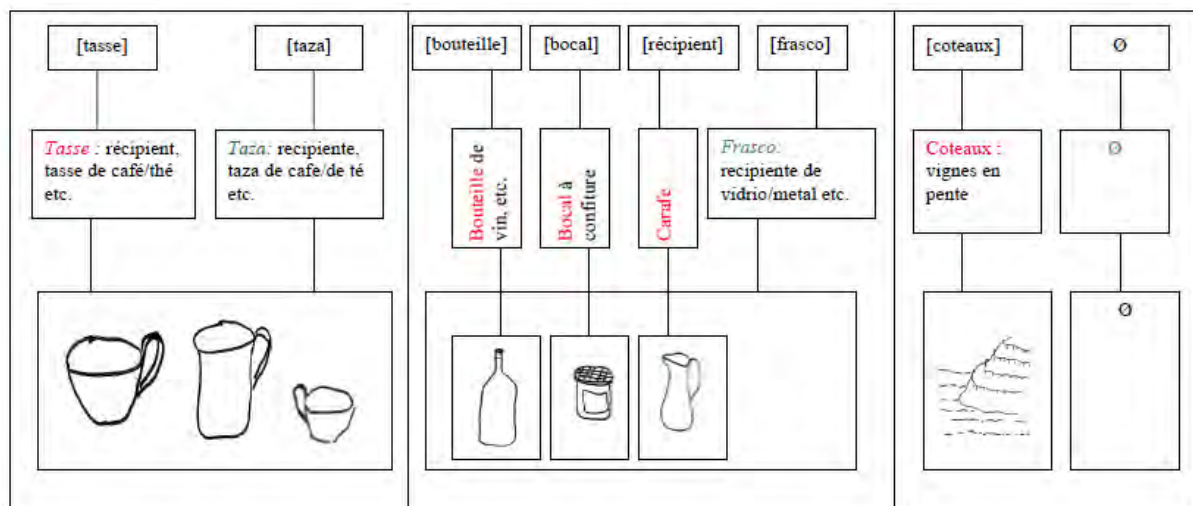 [tasse]
[taza]
[bouteille]
[bocal]
[récipient]
[frasco]
[coteaux]
Ø
Tasse : récipient,
tasse de café/thé
etc.
Taza: recipiente,
taza de cafe/de té
etc.
Bouteille de
vin, etc.
Bocal à
confiture
Carafe
Frasco:
recipiente de
vidrio/metal etc.
Coteaux :
vignes en
pente
Ø
Ø